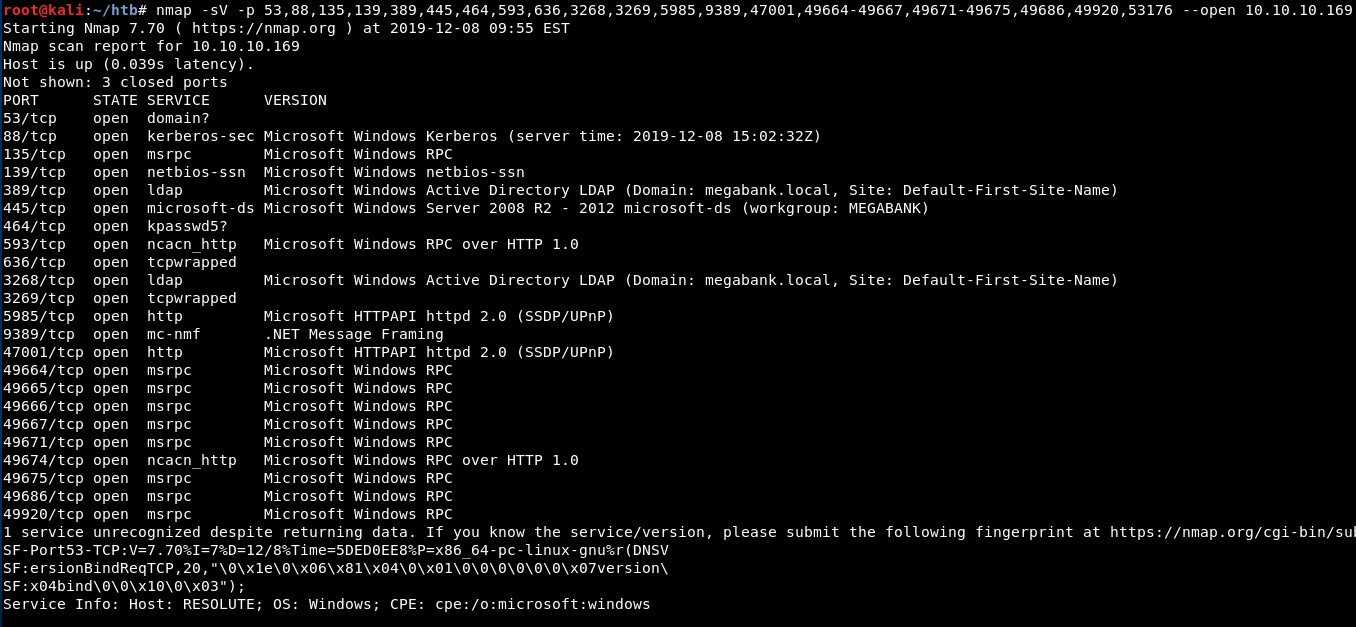 root@kali:~/htb# nmap -sV -p 53,88,135,139,389,445,464,593,636,3268,3269,5985,9389,47001,49664-49667,49671-49675,49686,49920,53176 --open 10.10.10.169
Starting Nmap 7.70 ( https://nmap.org ) at 2019-12-08 09:55 EST
Nmap scan report for 10.10.10.169
Host is up (0.039s latency).
Not shown: 3 closed ports
PORT      STATE SERVICE      VERSION
53/tcp    open  domain?
88/tcp    open  kerberos-sec Microsoft Windows Kerberos (server time: 2019-12-08 15:02:32Z)
135/tcp   open  msrpc        Microsoft Windows RPC
139/tcp   open  netbios-ssn  Microsoft Windows netbios-ssn
389/tcp   open  ldap         Microsoft Windows Active Directory LDAP (Domain: megabank.local, Site: Default-First-Site-Name)
445/tcp   open  microsoft-ds Microsoft Windows Server 2008 R2 - 2012 microsoft-ds (workgroup: MEGABANK)
464/tcp   open  kpasswd5?
593/tcp   open  ncacn_http   Microsoft Windows RPC over HTTP 1.0
636/tcp   open  tcpwrapped
3268/tcp  open  ldap         Microsoft Windows Active Directory LDAP (Domain: megabank.local, Site: Default-First-Site-Name)
3269/tcp  open  tcpwrapped
5985/tcp  open  http         Microsoft HTTPAPI httpd 2.0 (SSDP/UPnP)
9389/tcp  open  mc-nmf       .NET Message Framing
47001/tcp open  http         Microsoft HTTPAPI httpd 2.0 (SSDP/UPnP)
49664/tcp open  msrpc        Microsoft Windows RPC
49665/tcp open  msrpc        Microsoft Windows RPC
49666/tcp open  msrpc        Microsoft Windows RPC
49667/tcp open  msrpc        Microsoft Windows RPC
49671/tcp open  msrpc        Microsoft Windows RPC
49674/tcp open  ncacn_http   Microsoft Windows RPC over HTTP 1.0
49675/tcp open  msrpc        Microsoft Windows RPC
49686/tcp open  msrpc        Microsoft Windows RPC
49920/tcp open  msrpc        Microsoft Windows RPC
1 service unrecognized despite returning data. If you know the service/version, please submit the following fingerprint at https://nmap.org/cgi-bin/sub
SF-Port53-TCP:V=7.70%I=7%D=12/8%Time=5DED0EE8%P=x86_64-pc-linux-gnu%r(DNSV
SF:ersionBindReqTCP,20,"\0\x1e\0\x06\x81\x04\0\x01\0\0\0\0\0\0\x07version\
SF:x04bind\0\0\x10\0\x03");
Service Info: Host: RESOLUTE; OS: Windows; CPE: cpe:/o:microsoft:windows